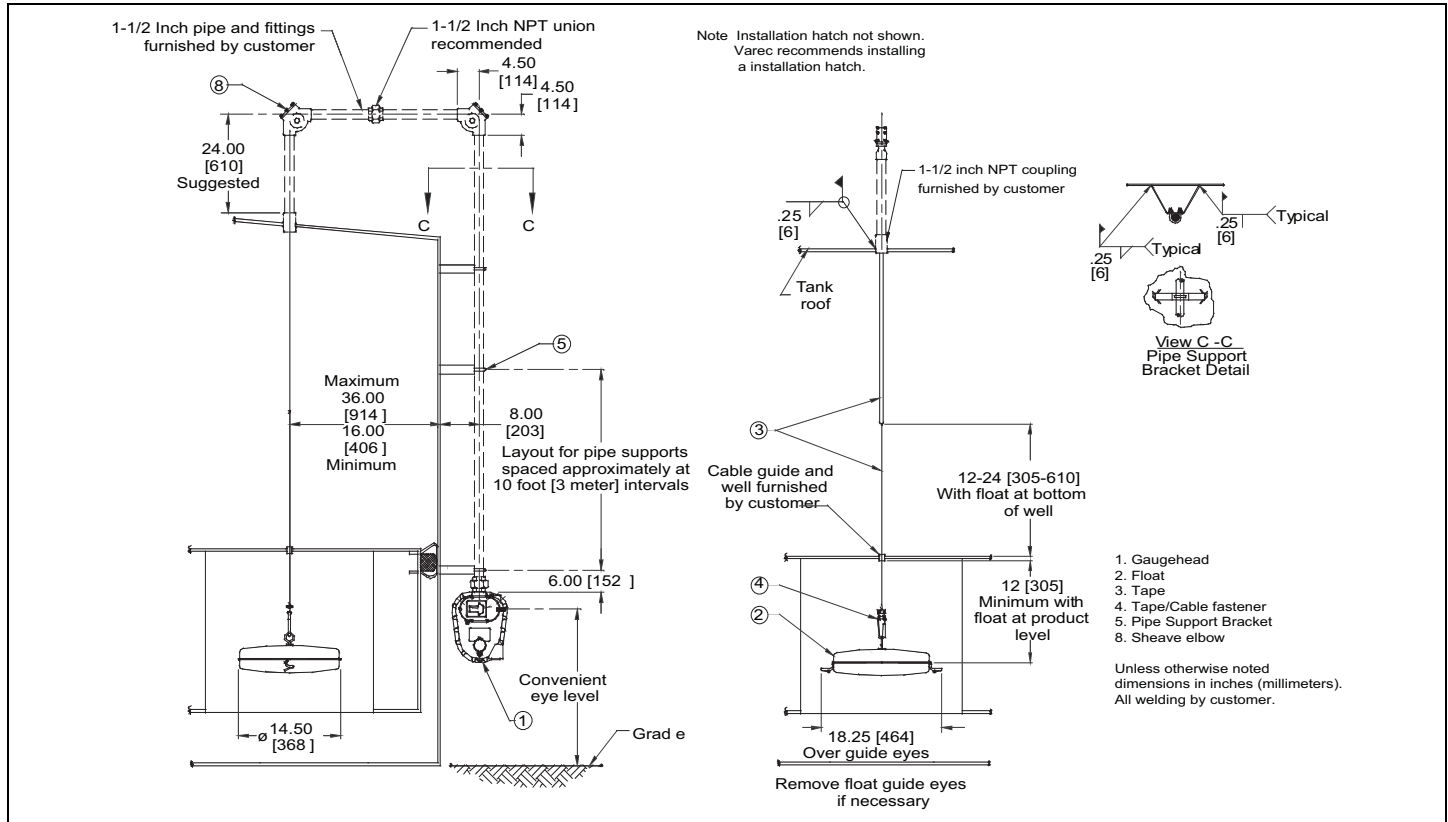 1-1/2 Inch pipe and fittings
furnished by customer
1-1/2 Inch NPT union
recommended
4.50
[114]
4.50
[114]
8
24.00
[610]
Suggested
C
C
5
Maximum
36.00
[914 ]
16.00
[406 ]
Minimum
8.00
[203]
Layout for pipe supports
spaced approximately at
10 foot [3 meter] intervals
6.00 [152 ]
Convenient
eye level
1
ø 14.50
[368 ]
Grad e
Note Installation hatch not shown.
Varec recommends installing
a installation hatch.
1-1/2 inch NPT coupling
furnished by customer
.25
[6]
Tank
roof
3
Cable guide and
well furnished
by customer
12-24 [305-610]
With float at bottom
of well
4
2
12 [305]
Minimum with
float at product
level
18.25 [464]
Over guide eyes
Remove float guide eyes
if necessary
.25
[6]
Typical
.25
[6]
Typical
View C -C
Pipe Support
Bracket Detail
1. Gaugehead
2. Float
3. Tape
4. Tape/Cable fastener
5. Pipe Support Bracket
8. Sheave elbow
Unless otherwise noted
dimensions in inches (millimeters).
All welding by customer.